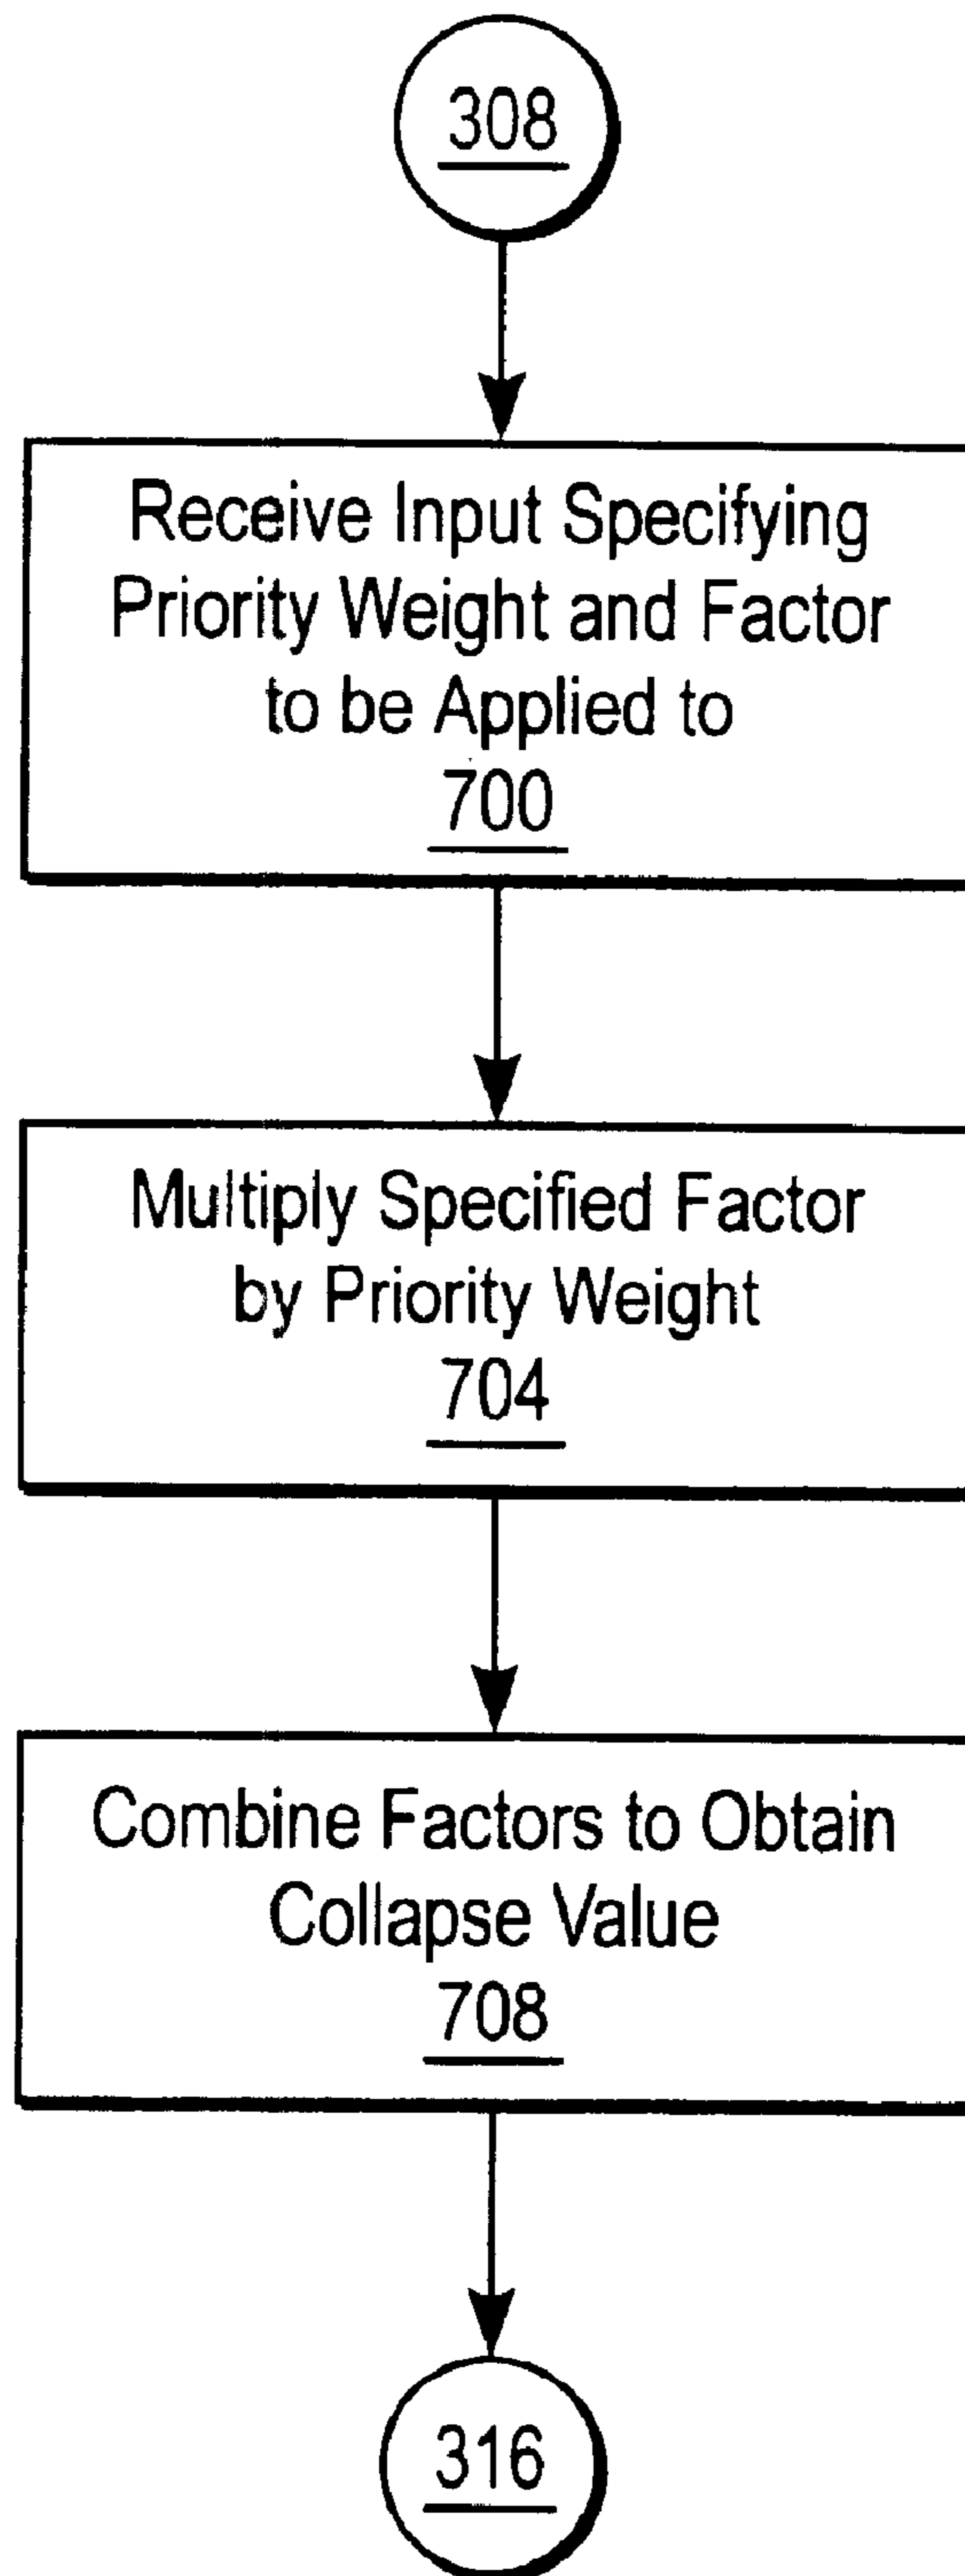 308
Receive Input Specifying
Priority Weight and Factor
to be Applied to
700
Multiply Specified Factor
by Priority Weight
704
Combine Factors to Obtain
Collapse Value
708
316